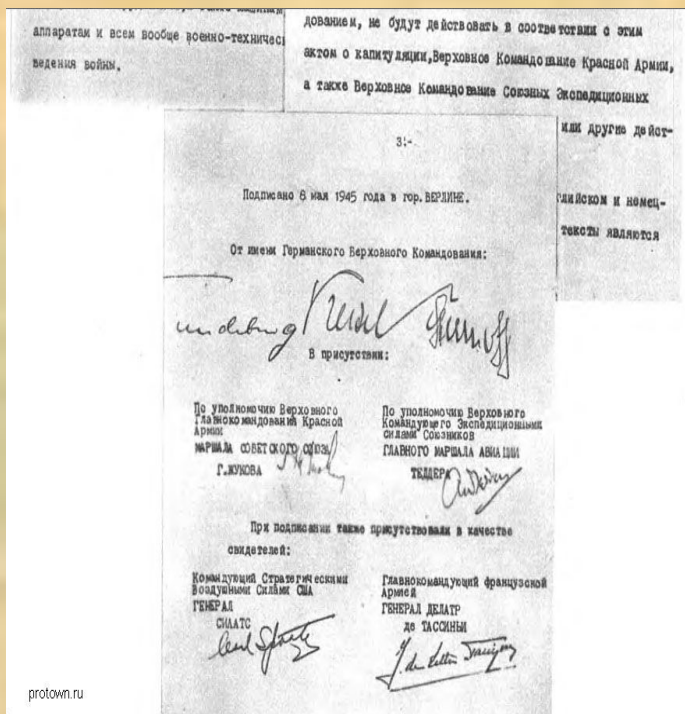 аппаратам и всем вообще военно-техничес
ведения войны.
дованием, не будут действовать в соответствии с этим
актом о капитуляции,Верховное Командование Красной Армии,
а также Верховное Командование Союзных Экспедиционных
или другие дейст-
глийском и немец-
тексты являются
3:-
Подписано 8 мая 1945 года в гор. БЕРЛИНЕ.
От имени Германского Верховного Командования:
Keitel
В присутствии:
По уполномочию Верховного
Главнокомандования Красной
Армии
МАРШАЛА СОВЕТСКОГО СОЮЗА
Г.ЖУКОВА
По уполномочию Верховного
Командующего Экспедиционными
силами Союзников
ГЛАВНОГО МАРШАЛА АВИАЦИИ
ТЕДДЕРА
При подписании также присутствовали в качестве
свидетелей:
Командующий Стратегическими
Воздушными Силами США
ГЕНЕРАЛ
СПААТС
Главнокомандующий французской
Армией
ГЕНЕРАЛ ДЕЛАТР
де ТАССИНЬИ
protown.ru